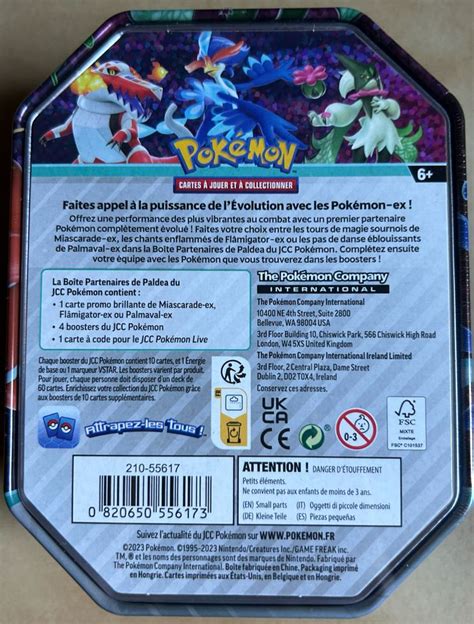 Pokémon
CARTES À JOUER ET À COLLECTIONNER
6+
Faites appel à la puissance de l'Évolution avec les Pokémon-ex !
Offrez une performance des plus vibrantes au combat avec un premier partenaire
Pokémon complètement évolué ! Faites votre choix entre les tours de magie sournois de
Miascarade-ex, les chants enflammés de Flâmigator-ex ou les pas de danse éblouissants
de Palmaval-ex dans la Boîte Partenaires de Paldea du JCC Pokémon. Complétez ensuite
votre équipe avec les Pokémon que vous trouverez dans les boosters !
La Boîte Partenaires de Paldea du
JCC Pokémon contient :
• 1 carte promo brillante de Miascarade-ex,
Flâmigator-ex ou Palmaval-ex
• 4 boosters du JCC Pokémon
• 1 carte à code pour le JCC Pokémon Live
Chaque booster du JCC Pokémon contient 10 cartes, et 1 Énergie
de base ou 1 marqueur VSTAR. Les boosters varient par produit.
Pour jouer, chaque personne doit disposer d'un deck de
60 cartes. Enrichissez votre collection du JCC Pokémon grâce
aux boosters de 10 cartes supplémentaires.
Attrapez-les Tous !
The Pokémon Company
INTERNATIONAL
The Pokémon Company International
10400 NE 4th Street, Suite 2800
Bellevue, WA 98004 USA
3rd Floor Building 10, Chiswick Park, 566 Chiswick High Road
London, W4 5XS United Kingdom
The Pokémon Company International Ireland Limited
3rd Floor, 2 Central Plaza, Dame Street
Dublin 2, D02 T0X4, Ireland
Conservez ces adresses.
UK
CA
CE
0-3
FSC
MIXTE
Emballage
FSC® C101537
210-55617
0 820650 556173
ATTENTION ! DANGER D'ÉTOUFFEMENT
Petits éléments.
Ne convient pas aux enfants de moins de 3 ans.
(EN) Small parts (IT) Oggetti di piccole dimensioni
(DE) Kleine Teile (ES) Piezas pequeñas
Suivez l'actualité du JCC Pokémon sur WWW.POKEMON.FR
©2023 Pokémon. ©1995-2023 Nintendo/Creatures Inc./GAME FREAK inc.
TM, ® et les noms des personnages sont des marques de Nintendo. Fabriqué par
The Pokémon Company International. Boîte fabriquée en Chine. Packaging imprimé
en Hongrie. Cartes imprimées aux États-Unis, en Belgique et en Hongrie.